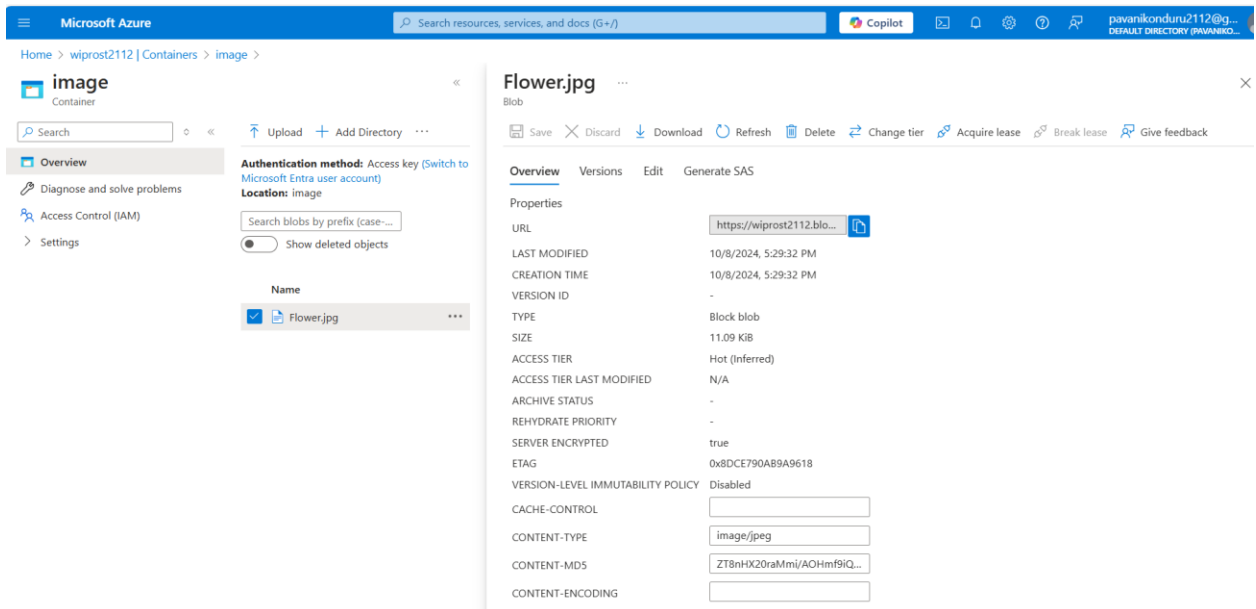 Microsoft Azure
Search resources, services, and docs (G+/)
Copilot
pavanikonduru2112@g...
DEFAULT DIRECTORY (PAVANIKO...
Home > wiprost2112 | Containers > image >
image
Container
Search
Overview
Diagnose and solve problems
Access Control (IAM)
Settings
Upload Add Directory ...
Authentication method: Access key (Switch to
Microsoft Entra user account)
Location: image
Search blobs by prefix (case-...
Show deleted objects
Name
Flower.jpg ...
Flower.jpg ...
Blob
Save Discard Download Refresh Delete Change tier Acquire lease Break lease Give feedback
Overview Versions Edit Generate SAS
Properties
URL https://wiprost2112.blo...
LAST MODIFIED 10/8/2024, 5:29:32 PM
CREATION TIME 10/8/2024, 5:29:32 PM
VERSION ID -
TYPE Block blob
SIZE 11.09 KiB
ACCESS TIER Hot (Inferred)
ACCESS TIER LAST MODIFIED N/A
ARCHIVE STATUS -
REHYDRATE PRIORITY -
SERVER ENCRYPTED true
ETAG 0x8DCE790AB9A9618
VERSION-LEVEL IMMUTABILITY POLICY Disabled
CACHE-CONTROL
CONTENT-TYPE image/jpeg
CONTENT-MD5 ZT8nHX20raMmi/AOHmf9iQ...
CONTENT-ENCODING